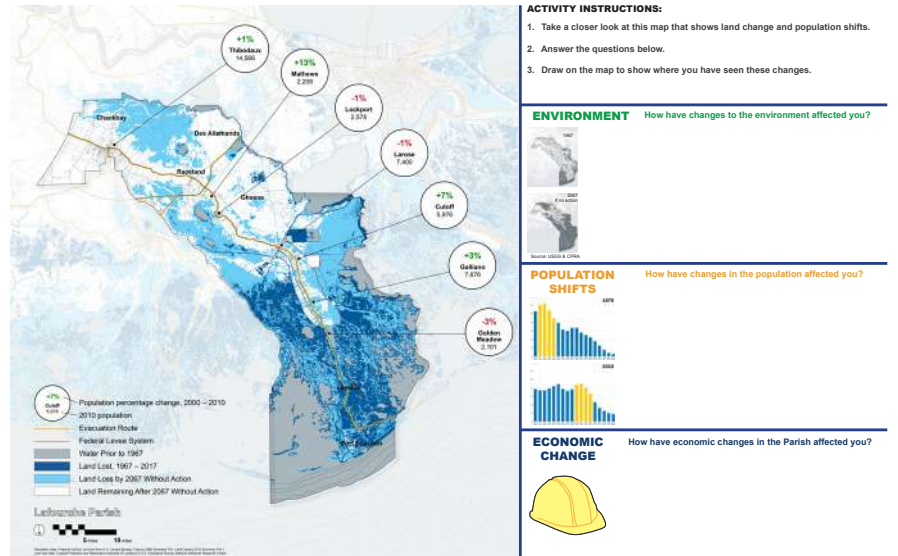 +1%
Thibodaux
14,566
+13%
Mathews
2,209
-1%
Lockport
2,578
-1%
Larose
7,400
+7%
Cutoff
5,976
+3%
Galliano
7,676
-3%
Golden
Meadow
2,101
Chackbay
Des Allemands
Raceland
Gheens
+7%
Cutoff
Population percentage change, 2000 – 2010
2010 population
Evacuation Route
Federal Levee System
Water Prior to 1967
Land Lost, 1967 – 2017
Land Loss by 2067 Without Action
Land Remaining After 2067 Without Action
Lafourche Parish
ACTIVITY INSTRUCTIONS:
1. Take a closer look at this map that shows land change and population shifts.
2. Answer the questions below.
3. Draw on the map to show where you have seen these changes.
ENVIRONMENT
How have changes to the environment affected you?
1967
2067
if no action
Source: USGS & CPRA
POPULATION
SHIFTS
How have changes in the population affected you?
ECONOMIC
CHANGE
How have economic changes in the Parish affected you?